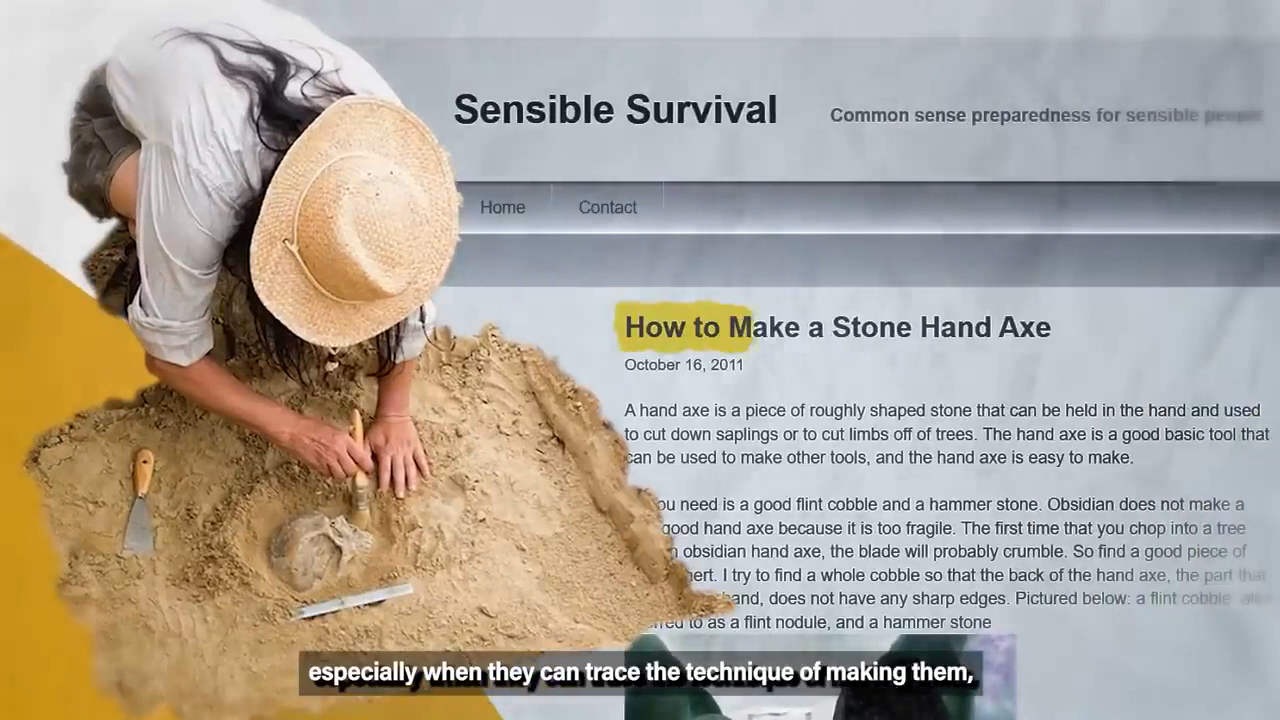 Sensible Survival
Common sense preparedness for sensible people
Home
Contact
How to Make a Stone Hand Axe
October 16, 2011
A hand axe is a piece of roughly shaped stone that can be held in the hand and used
to cut down saplings or to cut limbs off of trees. The hand axe is a good basic tool that
can be used to make other tools, and the hand axe is easy to make.
you need is a good flint cobble and a hammer stone. Obsidian does not make a
good hand axe because it is too fragile. The first time that you chop into a tree
obsidian hand axe, the blade will probably crumble. So find a good piece of
I try to find a whole cobble so that the back of the hand axe, the part that
hand, does not have any sharp edges. Pictured below: a flint cobble
to as a flint nodule, and a hammer stone
especially when they can trace the technique of making them,